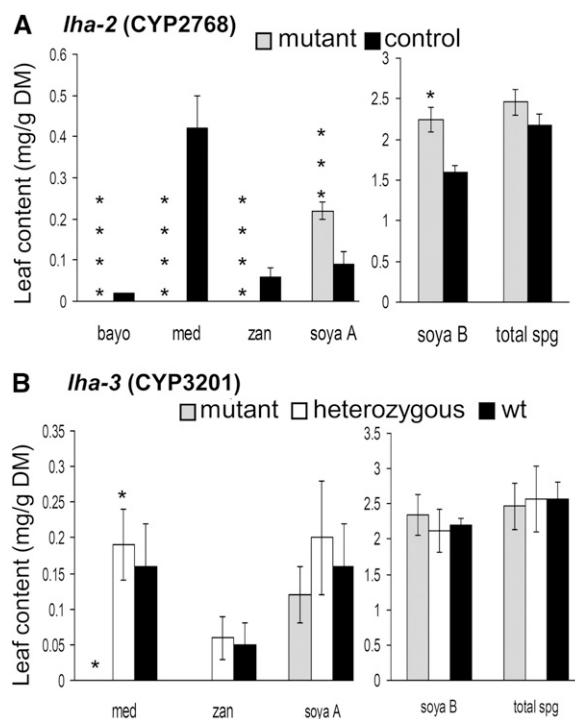 A lha-2 (CYP2768)
mutant control
Leaf content (mg/g DM)
0.6
0.5
0.4
0.3
0.2
0.1
0
* * * *
* * * *
* * * *
* * *
bayo med zan soya A
3
2.5
2
1.5
1
0.5
0
*
soya B total spg
B lha-3 (CYP3201)
mutant heterozygous wt
Leaf content (mg/g DM)
0.35
0.3
0.25
0.2
0.15
0.1
0.05
0
*
*
med zan soya A
3.5
3
2.5
2
1.5
1
0.5
0
soya B total spg